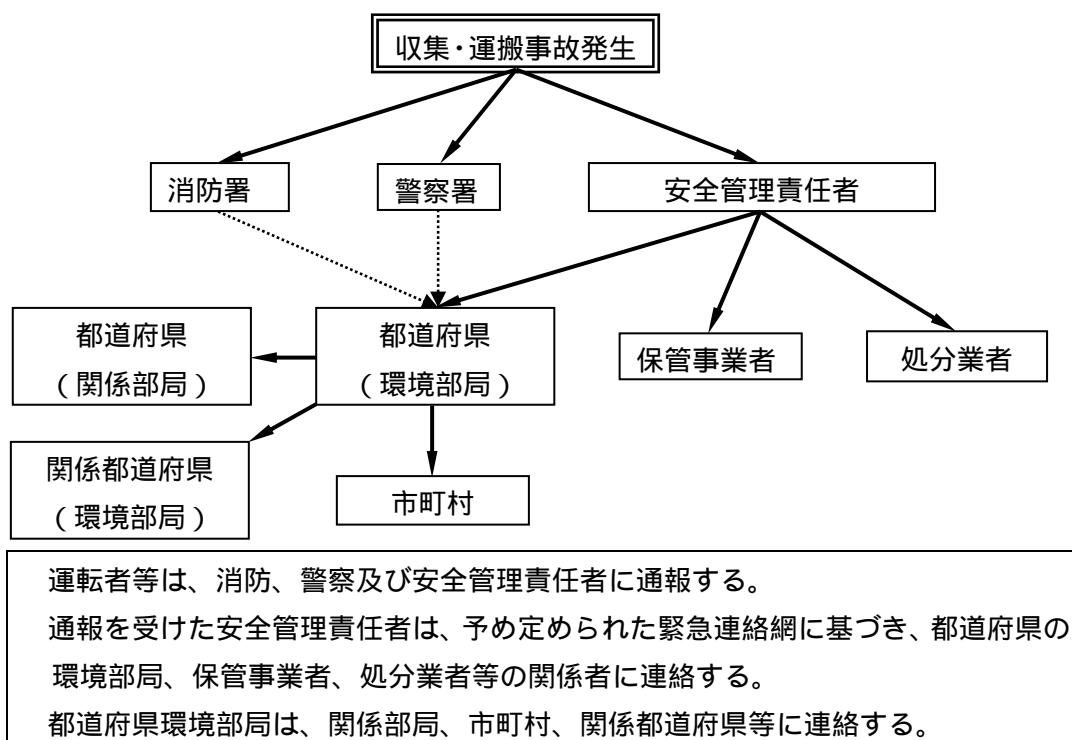 収集・運搬事故発生
消防署
警察署
安全管理責任者
都道府県
（関係部局）
都道府県
（環境部局）
保管事業者
処分業者
関係都道府県
（環境部局）
市町村
運転者等は、消防、警察及び安全管理責任者に通報する。
通報を受けた安全管理責任者は、予め定められた緊急連絡網に基づき、都道府県の
環境部局、保管事業者、処分業者等の関係者に連絡する。
都道府県環境部局は、関係部局、市町村、関係都道府県等に連絡する。